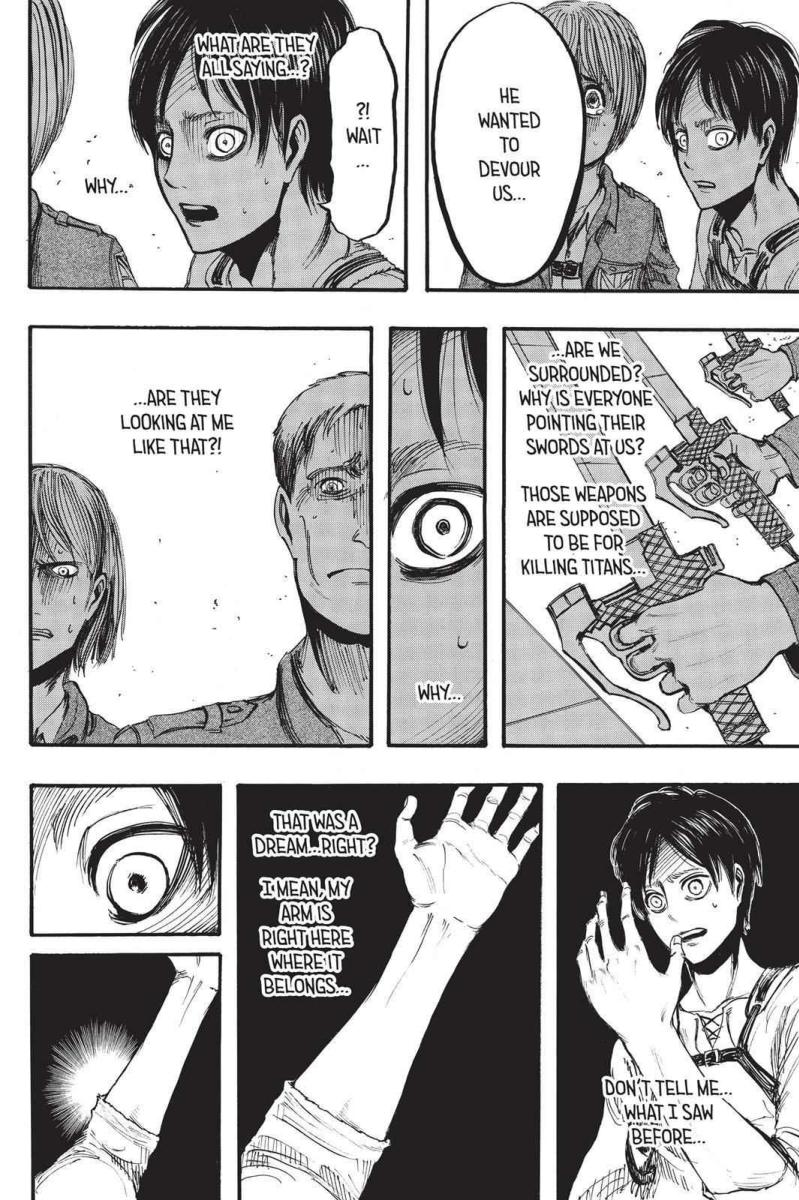 HE
WANTED
TO
DEVOUR
US...
?!
WAIT
...
WHAT ARE THEY
ALL SAYING...?
WHY...
...ARE WE
SURROUNDED?
WHY IS EVERYONE
POINTING THEIR
SWORDS AT US?
THOSE WEAPONS
ARE SUPPOSED
TO BE FOR
KILLING TITANS...
WHY...
...ARE THEY
LOOKING AT ME
LIKE THAT?!
DON'T TELL ME...
WHAT I SAW
BEFORE...
THAT WAS A
DREAM...RIGHT?
I MEAN, MY
ARM IS
RIGHT HERE
WHERE IT
BELONGS...